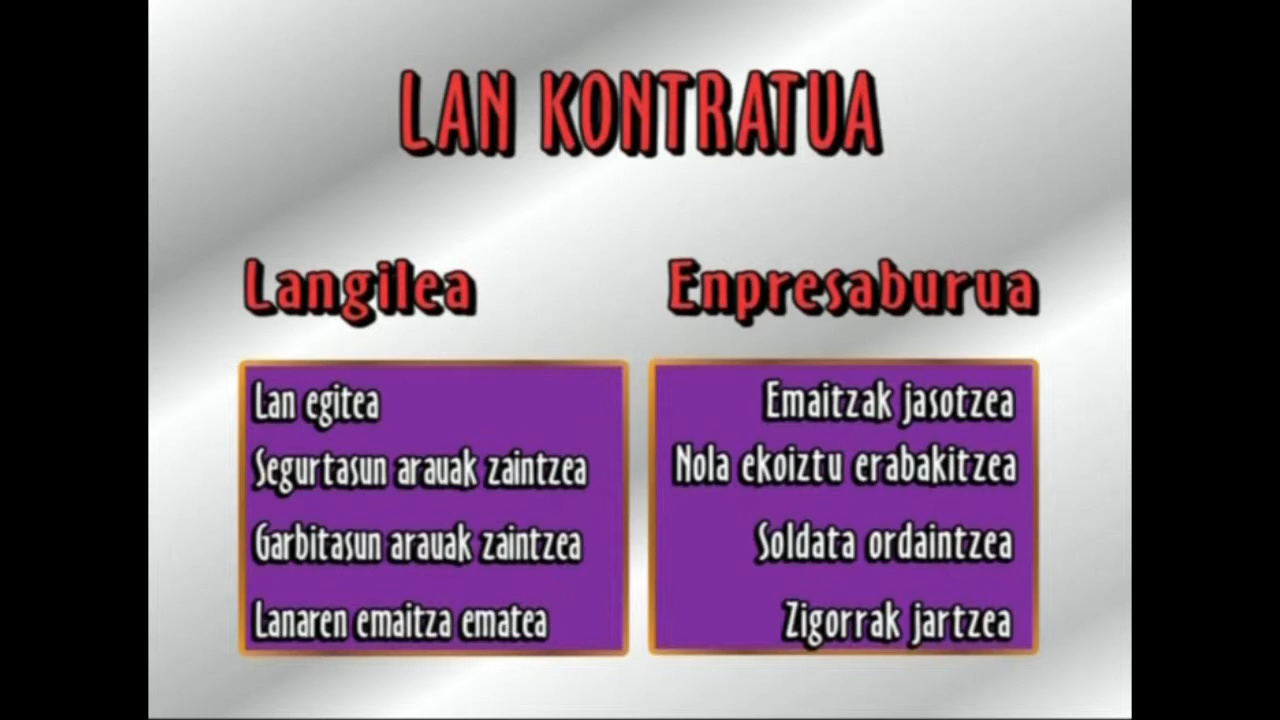 LAN KONTRATUA
Langilea
Enpresaburua
Lan egitea
Segurtasun arauak zaintzea
Garbitasun arauak zaintzea
Lanaren emaitza ematea
Emaitzak jasotzea
Nola ekoiztu erabakitzea
Soldata ordaintzea
Zigorrak jartzea